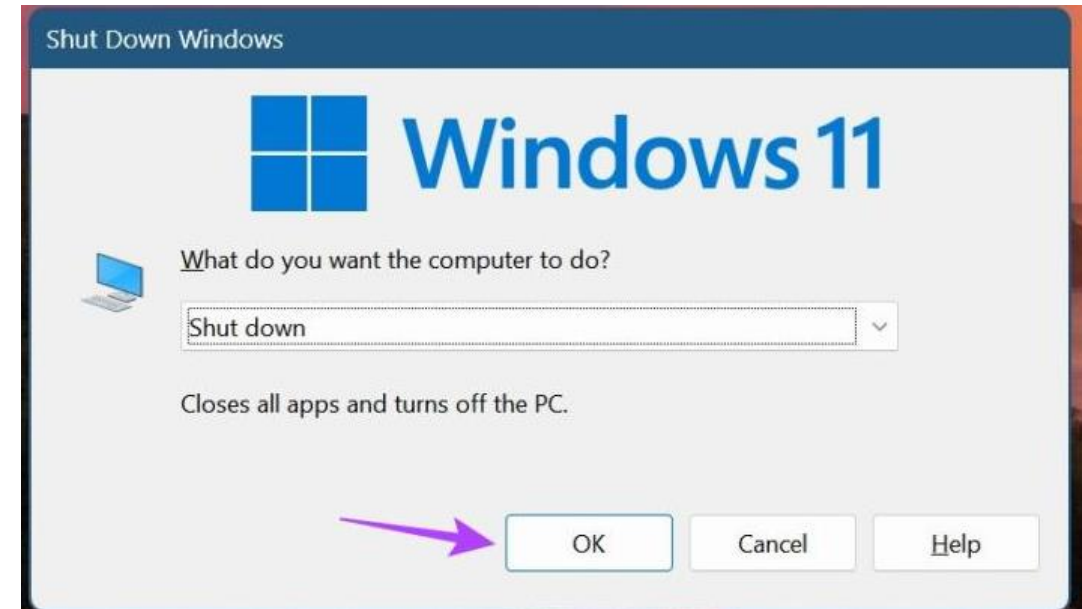 Shut Down Windows
Windows 11
What do you want the computer to do?
Shut down
Closes all apps and turns off the PC.
OK Cancel Help